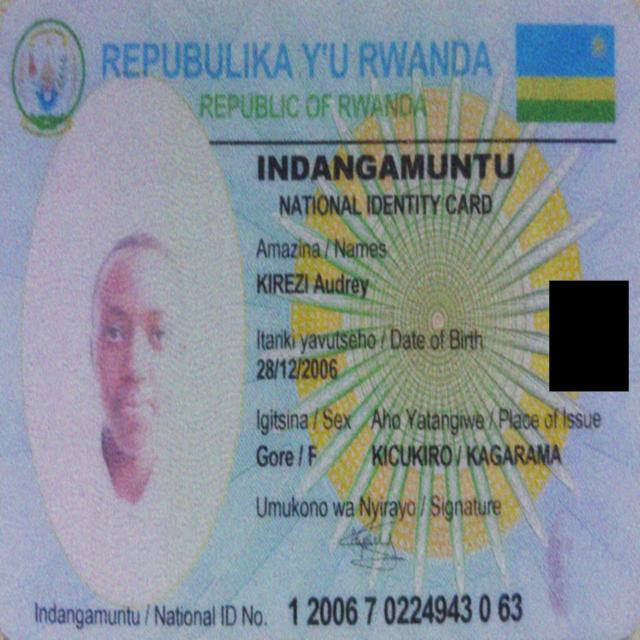 REPUBULIKA Y'U RWANDA
REPUBLIC OF RWANDA
INDANGAMUNTU
NATIONAL IDENTITY CARD
Amazina / Names
KIREZI Audrey
Itariki yavutseho / Date of Birth
28/12/2006
Igitsina / Sex Aho Yatangiwe / Place of Issue
Gore / F KICUKIRO / KAGARAMA
Umukono wa Nyirayo / Signature
Indangamuntu / National ID No. 1 2006 7 0224943 0 63